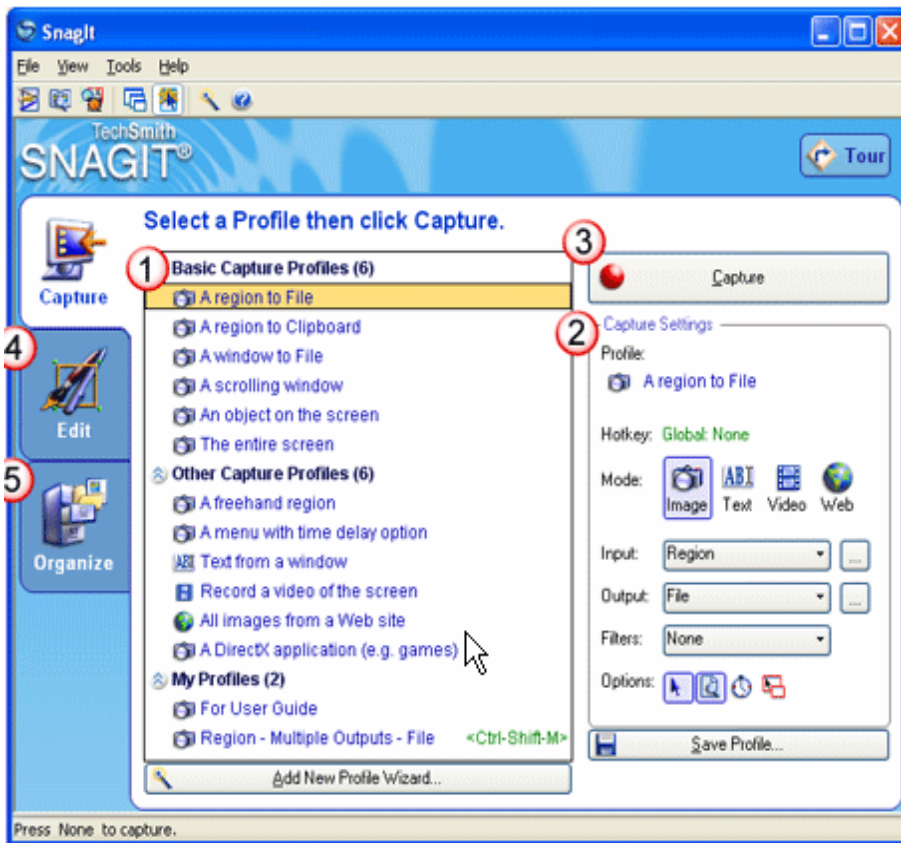 SnagIt
File View Tools Help
TechSmith
SNAGIT®
Tour
Select a Profile then click Capture.
Capture
4
Edit
5
Organize
1
Basic Capture Profiles (6)
A region to File
A region to Clipboard
A window to File
A scrolling window
An object on the screen
The entire screen
Other Capture Profiles (6)
A freehand region
A menu with time delay option
ABI Text from a window
Record a video of the screen
All images from a Web site
A DirectX application (e.g. games)
My Profiles (2)
For User Guide
Region - Multiple Outputs - File <Ctrl-Shift-M>
Add New Profile Wizard...
3
Capture
2
Capture Settings
Profile:
A region to File
Hotkey: Global: None
Mode: Image ABI Text Video Web
Input: Region ...
Output: File ...
Filters: None
Options:
Save Profile...
Press None to capture.